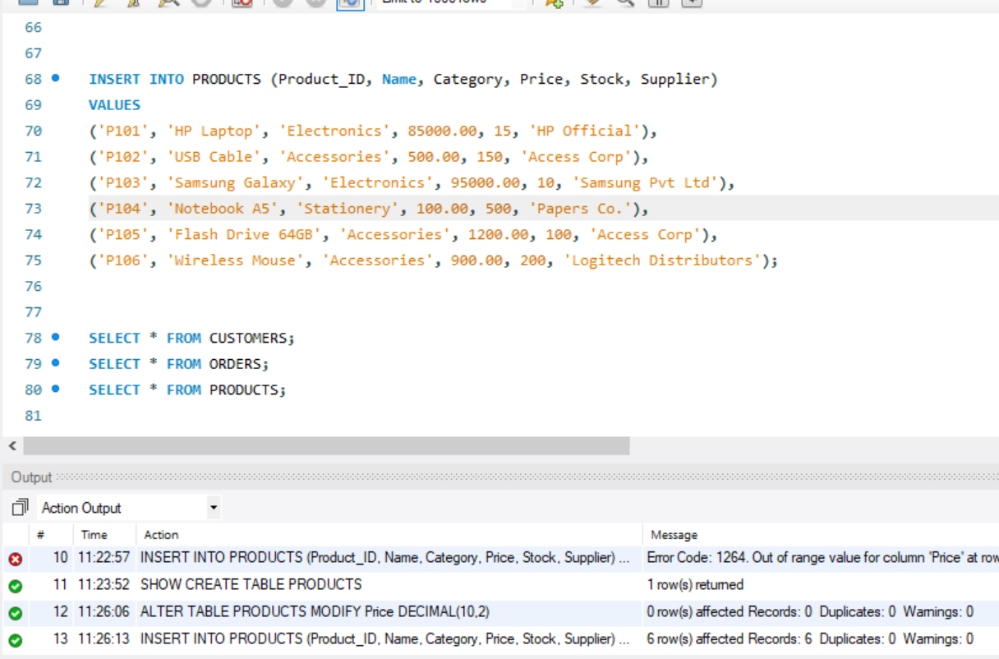 66
67
68 INSERT INTO PRODUCTS (Product_ID, Name, Category, Price, Stock, Supplier)
69 VALUES
70 ('P101', 'HP Laptop', 'Electronics', 85000.00, 15, 'HP Official'),
71 ('P102', 'USB Cable', 'Accessories', 500.00, 150, 'Access Corp'),
72 ('P103', 'Samsung Galaxy', 'Electronics', 95000.00, 10, 'Samsung Pvt Ltd'),
73 ('P104', 'Notebook A5', 'Stationery', 100.00, 500, 'Papers Co.'),
74 ('P105', 'Flash Drive 64GB', 'Accessories', 1200.00, 100, 'Access Corp'),
75 ('P106', 'Wireless Mouse', 'Accessories', 900.00, 200, 'Logitech Distributors');
76
77
78 SELECT * FROM CUSTOMERS;
79 SELECT * FROM ORDERS;
80 SELECT * FROM PRODUCTS;
81
Output
Action Output
# Time Action Message
10 11:22:57 INSERT INTO PRODUCTS (Product_ID, Name, Category, Price, Stock, Supplier) ... Error Code: 1264. Out of range value for column 'Price' at row
11 11:23:52 SHOW CREATE TABLE PRODUCTS 1 row(s) returned
12 11:26:06 ALTER TABLE PRODUCTS MODIFY Price DECIMAL(10,2) 0 row(s) affected Records: 0 Duplicates: 0 Warnings: 0
13 11:26:13 INSERT INTO PRODUCTS (Product_ID, Name, Category, Price, Stock, Supplier) ... 6 row(s) affected Records: 6 Duplicates: 0 Warnings: 0